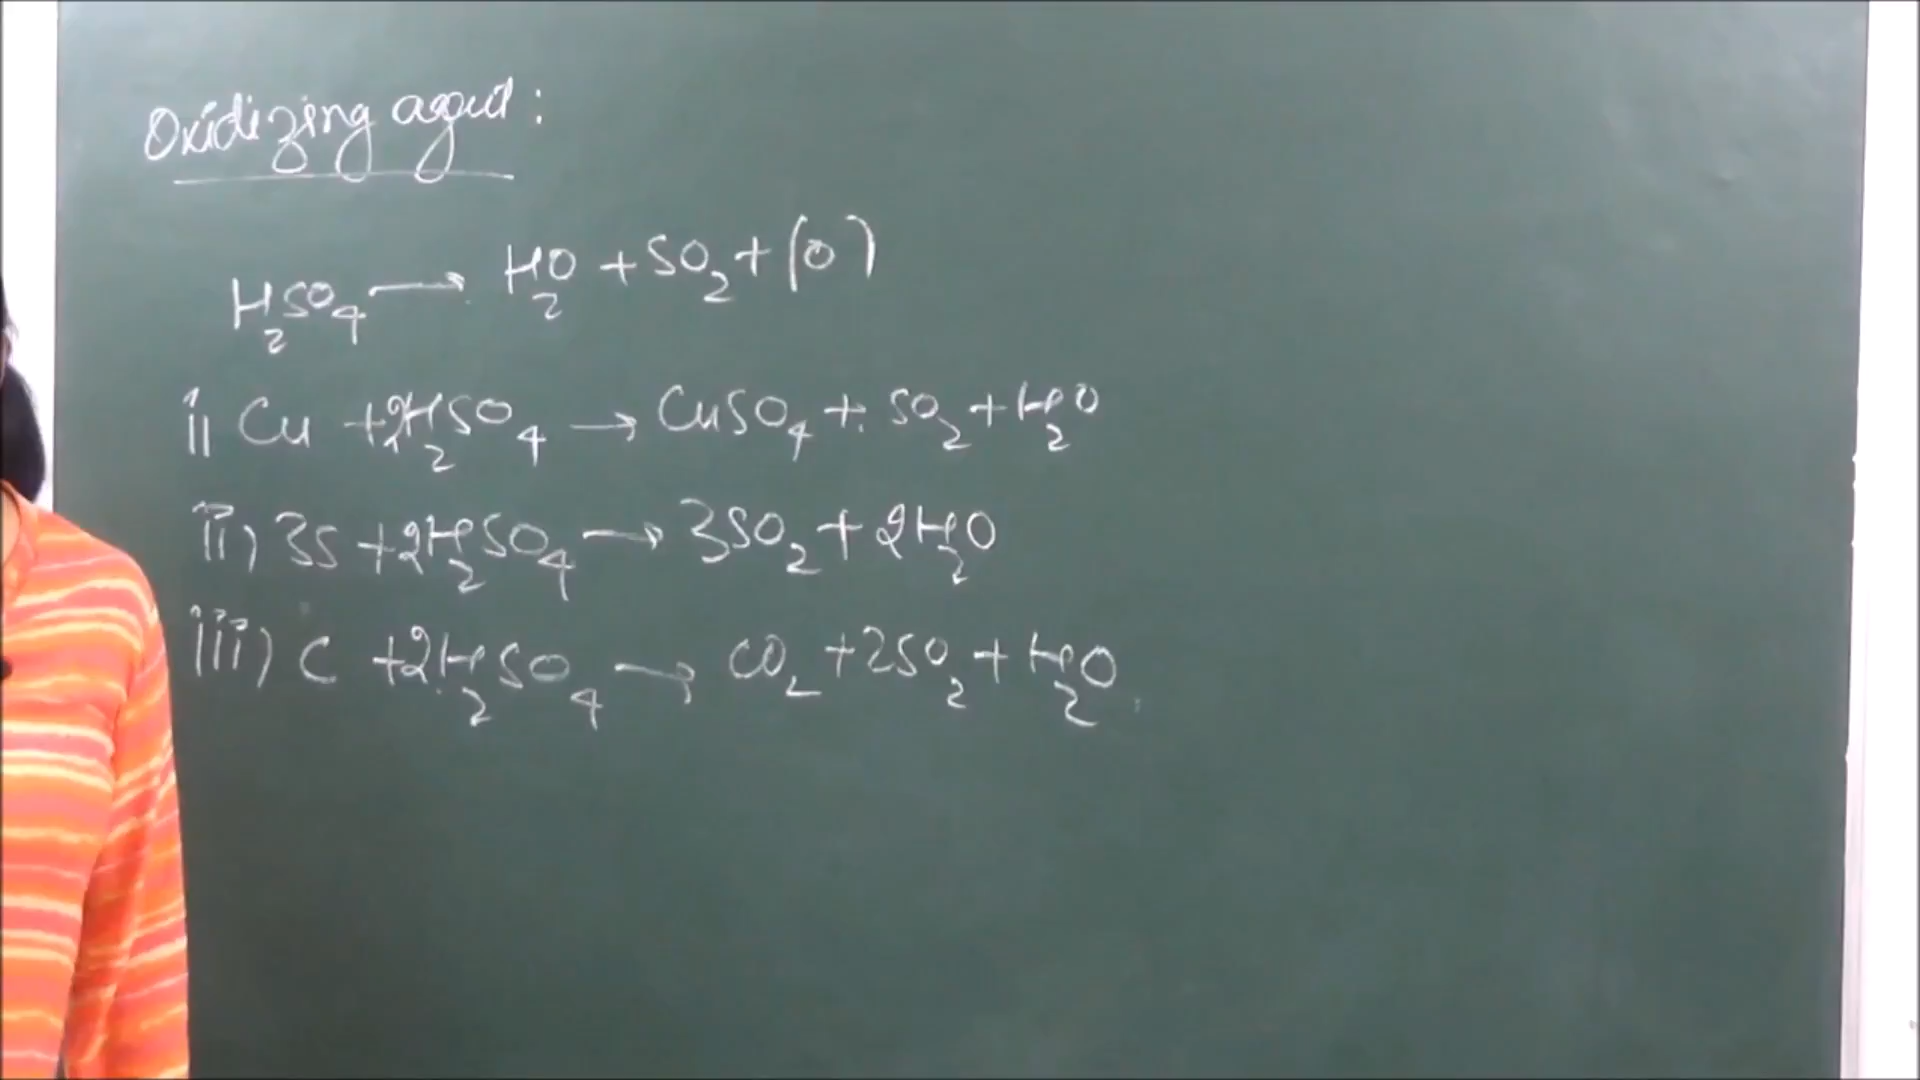 Oxidizing agent:
H₂SO₄ → H₂O + SO₂ + (O)
i) Cu + 2H₂SO₄ → CuSO₄ + SO₂ + H₂O
ii) 3S + 2H₂SO₄ → 3SO₂ + 2H₂O
iii) C + 2H₂SO₄ → CO₂ + 2SO₂ + H₂O